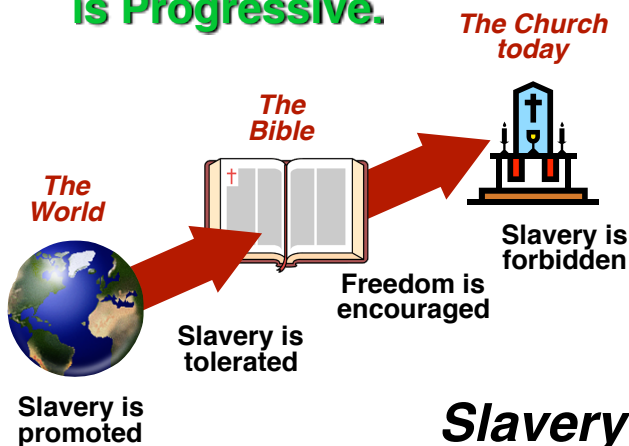 is Progressive.
The Church
today
The
Bible
The
World
Slavery is
forbidden
Freedom is
encouraged
Slavery is
tolerated
Slavery is
promoted
Slavery